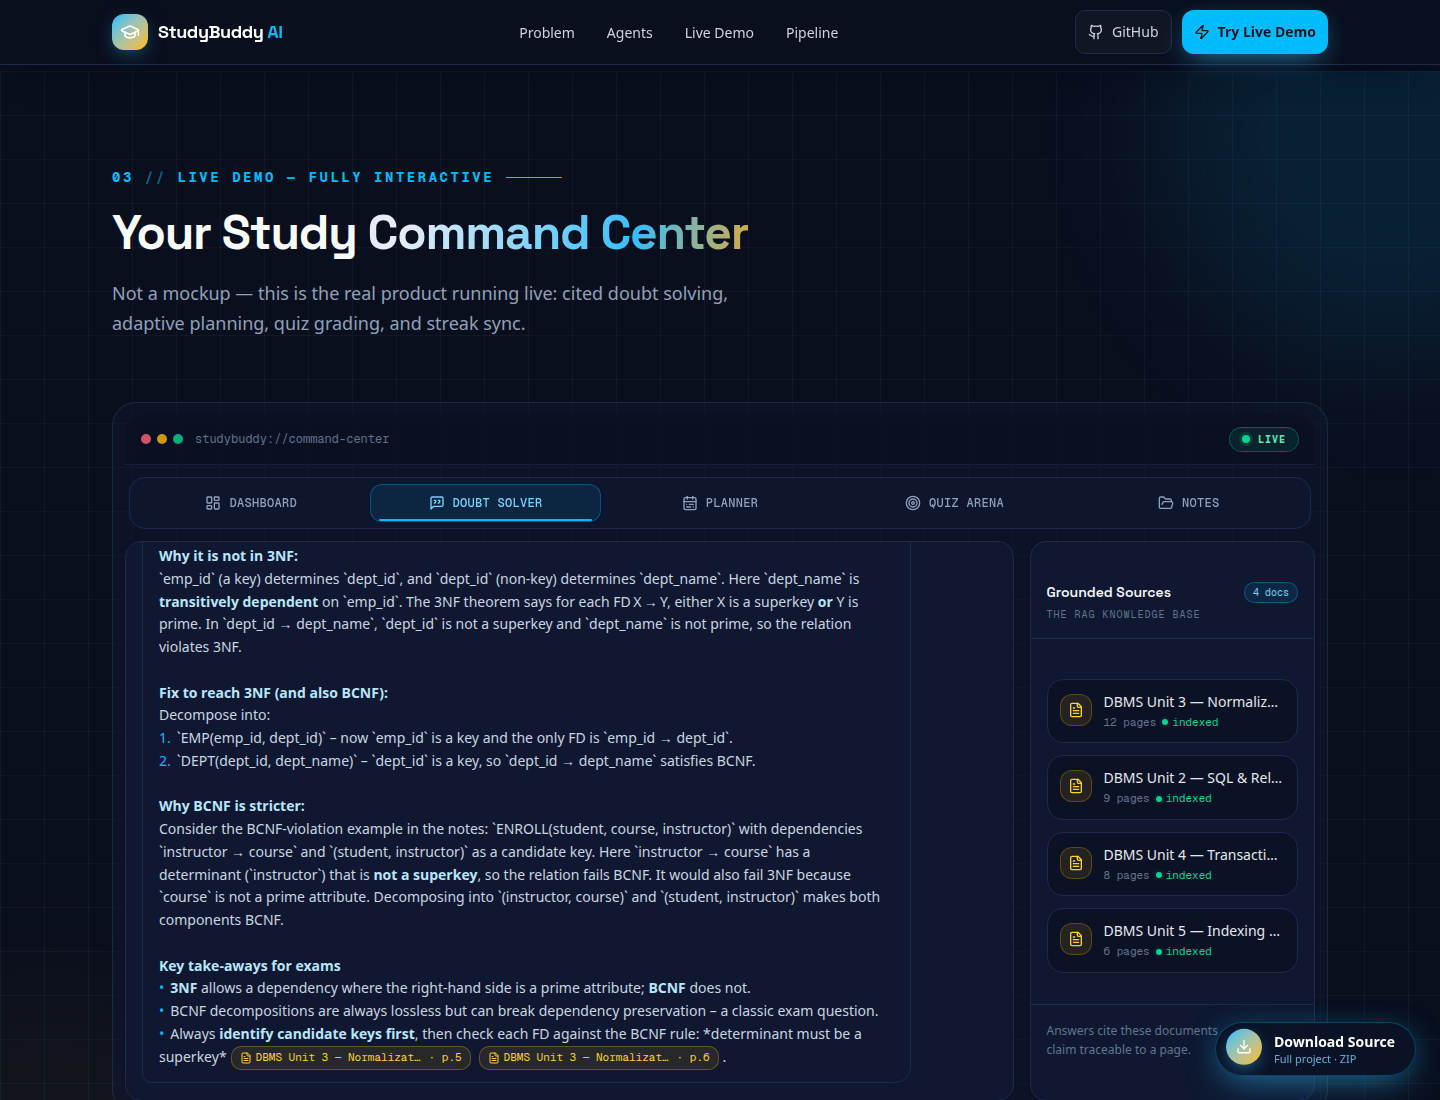 StudyBuddy AI
Problem
Agents
Live Demo
Pipeline
GitHub
Try Live Demo
03 // LIVE DEMO — FULLY INTERACTIVE
Your Study Command Center
Not a mockup — this is the real product running live: cited doubt solving,
adaptive planning, quiz grading, and streak sync.
studybuddy://command-center
LIVE
DASHBOARD
DOUBT SOLVER
PLANNER
QUIZ ARENA
NOTES
Why it is not in 3NF:
`emp_id` (a key) determines `dept_id`, and `dept_id` (non-key) determines `dept_name`. Here `dept_name` is
transitively dependent on `emp_id`. The 3NF theorem says for each FD X → Y, either X is a superkey or Y is
prime. In `dept_id → dept_name`, `dept_id` is not a superkey and `dept_name` is not prime, so the relation
violates 3NF.
Fix to reach 3NF (and also BCNF):
Decompose into:
1. `EMP(emp_id, dept_id)` – now `emp_id` is a key and the only FD is `emp_id → dept_id`.
2. `DEPT(dept_id, dept_name)` – `dept_id` is a key, so `dept_id → dept_name` satisfies BCNF.
Why BCNF is stricter:
Consider the BCNF-violation example in the notes: `ENROLL(student, course, instructor)` with dependencies
`instructor → course` and `(student, instructor)` as a candidate key. Here `instructor → course` has a
determinant (`instructor`) that is not a superkey, so the relation fails BCNF. It would also fail 3NF because
`course` is not a prime attribute. Decomposing into `(instructor, course)` and `(student, instructor)` makes both
components BCNF.
Key take-aways for exams
• 3NF allows a dependency where the right-hand side is a prime attribute; BCNF does not.
• BCNF decompositions are always lossless but can break dependency preservation – a classic exam question.
• Always identify candidate keys first, then check each FD against the BCNF rule: *determinant must be a
superkey* DBMS Unit 3 — Normalizat… · p.5 DBMS Unit 3 — Normalizat… · p.6 .
Grounded Sources
4 docs
THE RAG KNOWLEDGE BASE
DBMS Unit 3 — Normaliz...
12 pages • indexed
DBMS Unit 2 — SQL & Rel...
9 pages • indexed
DBMS Unit 4 — Transacti...
8 pages • indexed
DBMS Unit 5 — Indexing ...
6 pages • indexed
Answers cite these documents
claim traceable to a page.
Download Source
Full project · ZIP